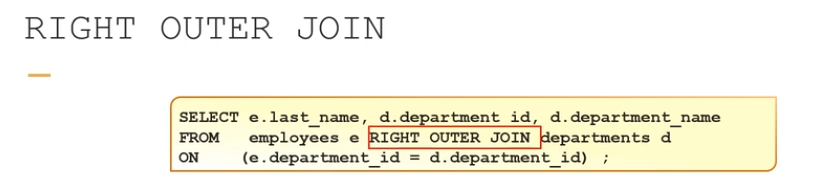 RIGHT OUTER JOIN
SELECT e.last_name, d.department_id, d.department_name
FROM employees e RIGHT OUTER JOIN departments d
ON (e.department_id = d.department_id) ;